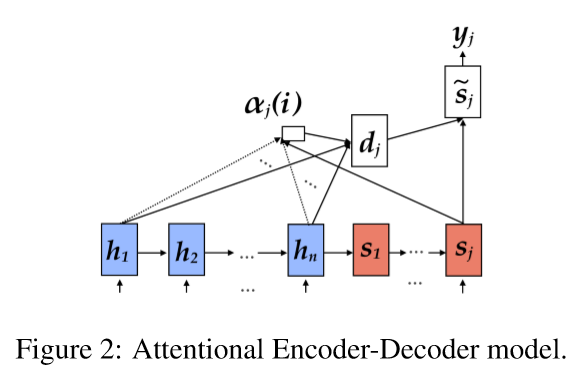 yj
s̃j
αj(i)
dj
... ...
h1 h2 ... hn s1 ... sj
... ...
Figure 2: Attentional Encoder-Decoder model.